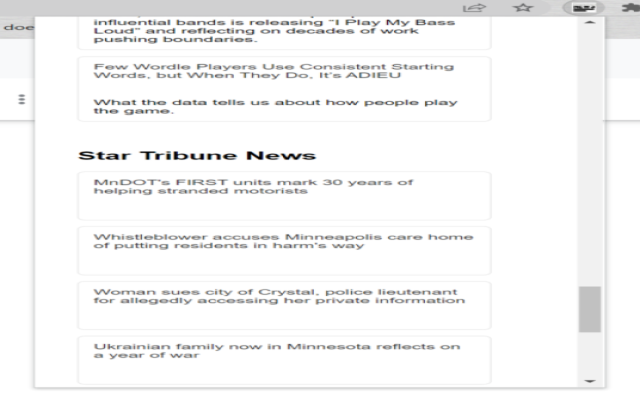 doe
influential bands is releasing "I Play My Bass
Loud" and reflecting on decades of work
pushing boundaries.
Few Wordle Players Use Consistent Starting
Words, but When They Do, It's ADIEU
What the data tells us about how people play
the game.
Star Tribune News
MnDOT's FIRST units mark 30 years of
helping stranded motorists
Whistleblower accuses Minneapolis care home
of putting residents in harm's way
Woman sues city of Crystal, police lieutenant
for allegedly accessing her private information
Ukrainian family now in Minnesota reflects on
a year of war